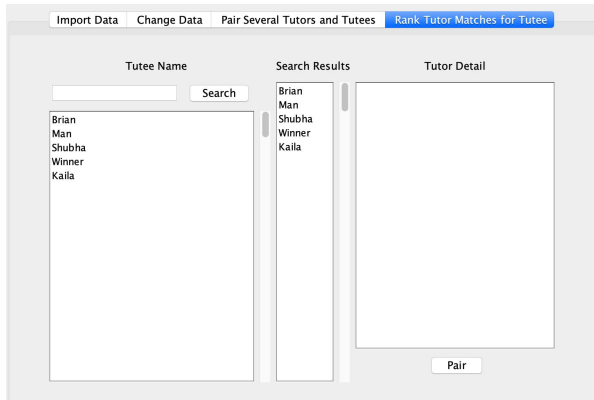 Import Data Change Data Pair Several Tutors and Tutees Rank Tutor Matches for Tutee
Tutee Name
Search
Brian
Man
Shubha
Winner
Kaila
Search Results
Brian
Man
Shubha
Winner
Kaila
Tutor Detail
Pair